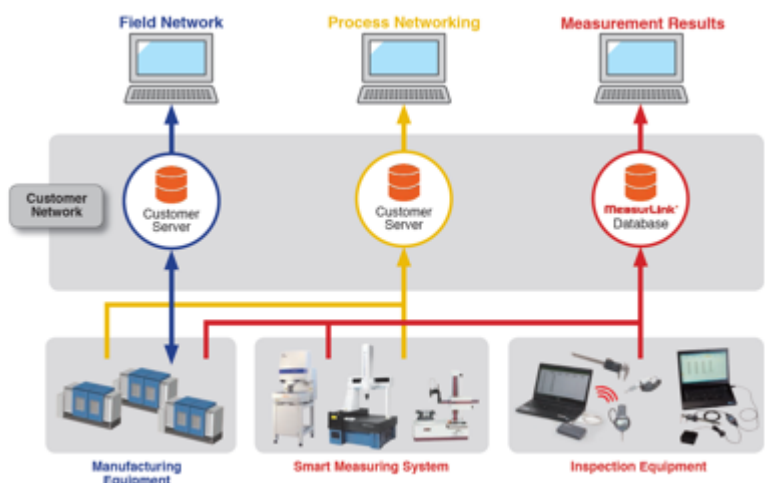 Field Network
Process Networking
Measurement Results
Customer
Network
Customer
Server
Customer
Server
MeasurLink®
Database
Manufacturing
Equipment
Smart Measuring System
Inspection Equipment